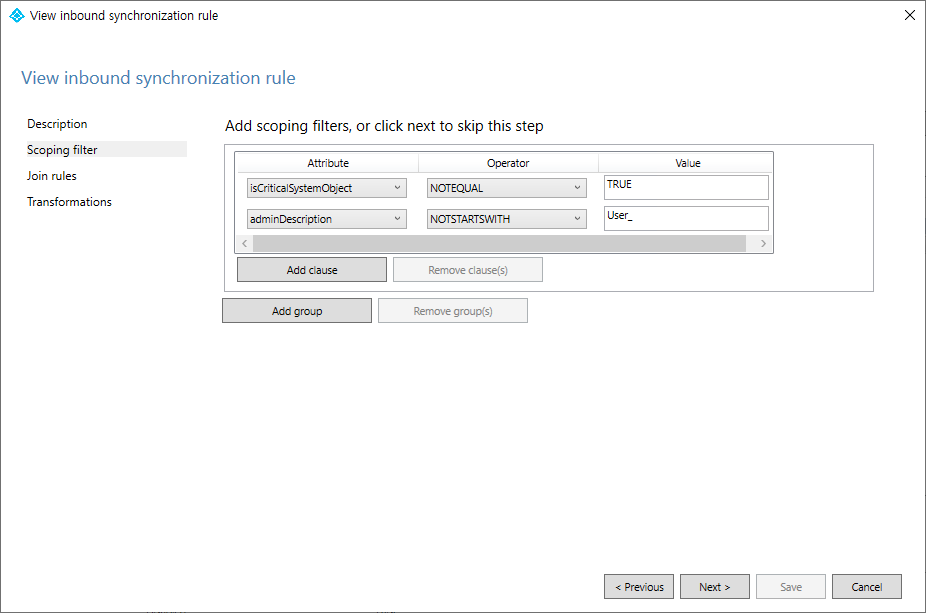 View inbound synchronization rule
View inbound synchronization rule
Description
Scoping filter
Join rules
Transformations
Add scoping filters, or click next to skip this step
Attribute Operator Value
isCriticalSystemObject NOTEQUAL TRUE
adminDescription NOTSTARTSWITH User_
Add clause Remove clause(s)
Add group Remove group(s)
< Previous Next > Save Cancel